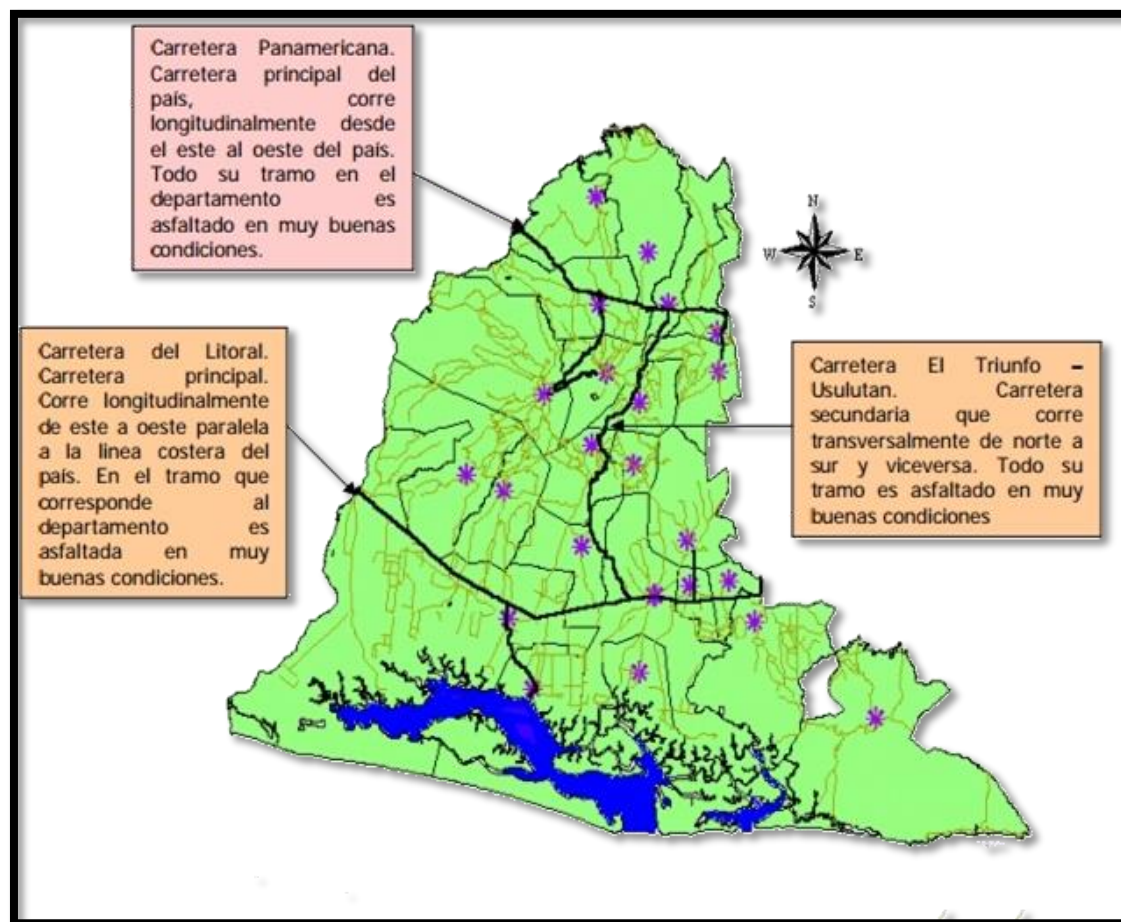 Carretera Panamericana.
Carretera principal del
país, corre
longitudinalmente desde
el este al oeste del país.
Todo su tramo en el
departamento es
asfaltado en muy buenas
condiciones.
N
W E
S
Carretera del Litoral.
Carretera principal.
Corre longitudinalmente
de este a oeste paralela
a la linea costera del
país. En el tramo que
corresponde al
departamento es
asfaltada en muy
buenas condiciones.
Carretera El Triunfo –
Usulutan. Carretera
secundaria que corre
transversalmente de norte a
sur y viceversa. Todo su
tramo es asfaltado en muy
buenas condiciones